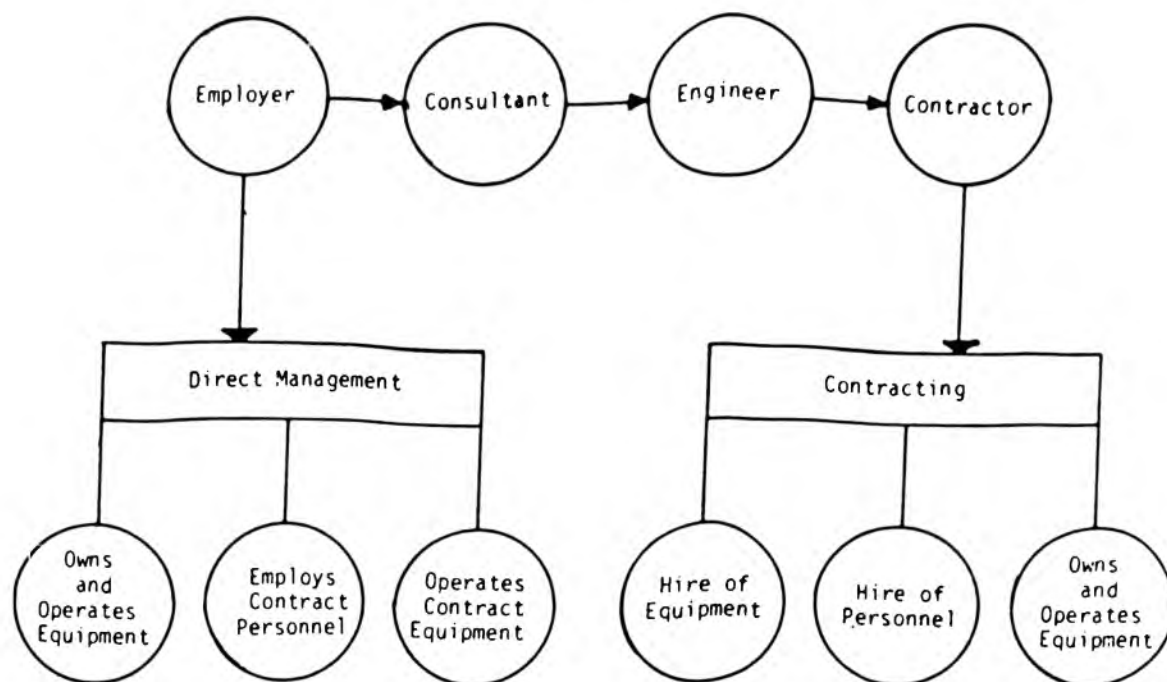 Employer
Consultant
Engineer
Contractor
Direct Management
Contracting
Owns
and
Operates
Equipment
Employs
Contract
Personnel
Operates
Contract
Equipment
Hire of
Equipment
Hire of
Personnel
Owns
and
Operates
Equipment